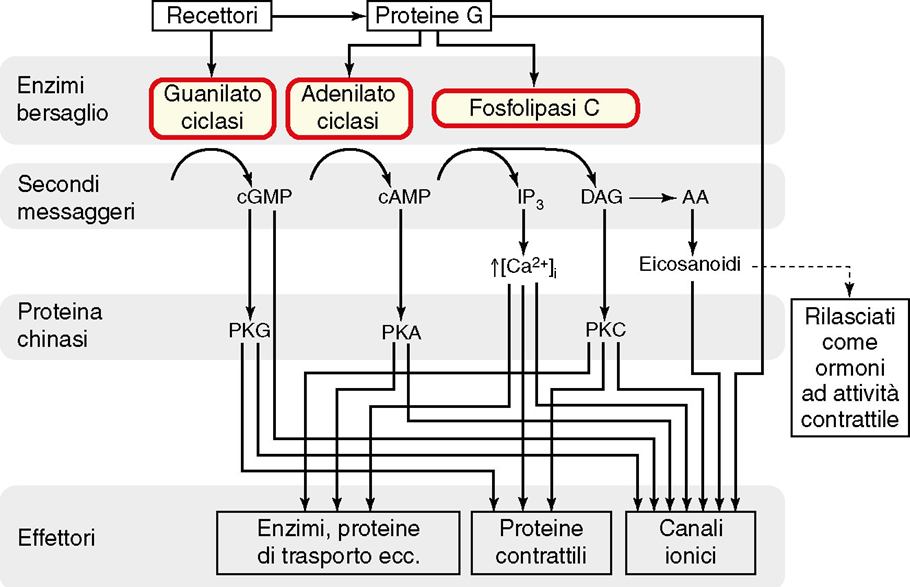 Recettori
Proteine G
Enzimi
bersaglio
Guanilato
ciclasi
Adenilato
ciclasi
Fosfolipasi C
Secondi
messaggeri
cGMP
cAMP
IP3
DAG
AA
↑[Ca2+]i
Eicosanoidi
Proteina
chinasi
PKG
PKA
PKC
Rilasciati
come
ormoni
ad attività
contrattile
Effettori
Enzimi, proteine
di trasporto ecc.
Proteine
contrattili
Canali
ionici